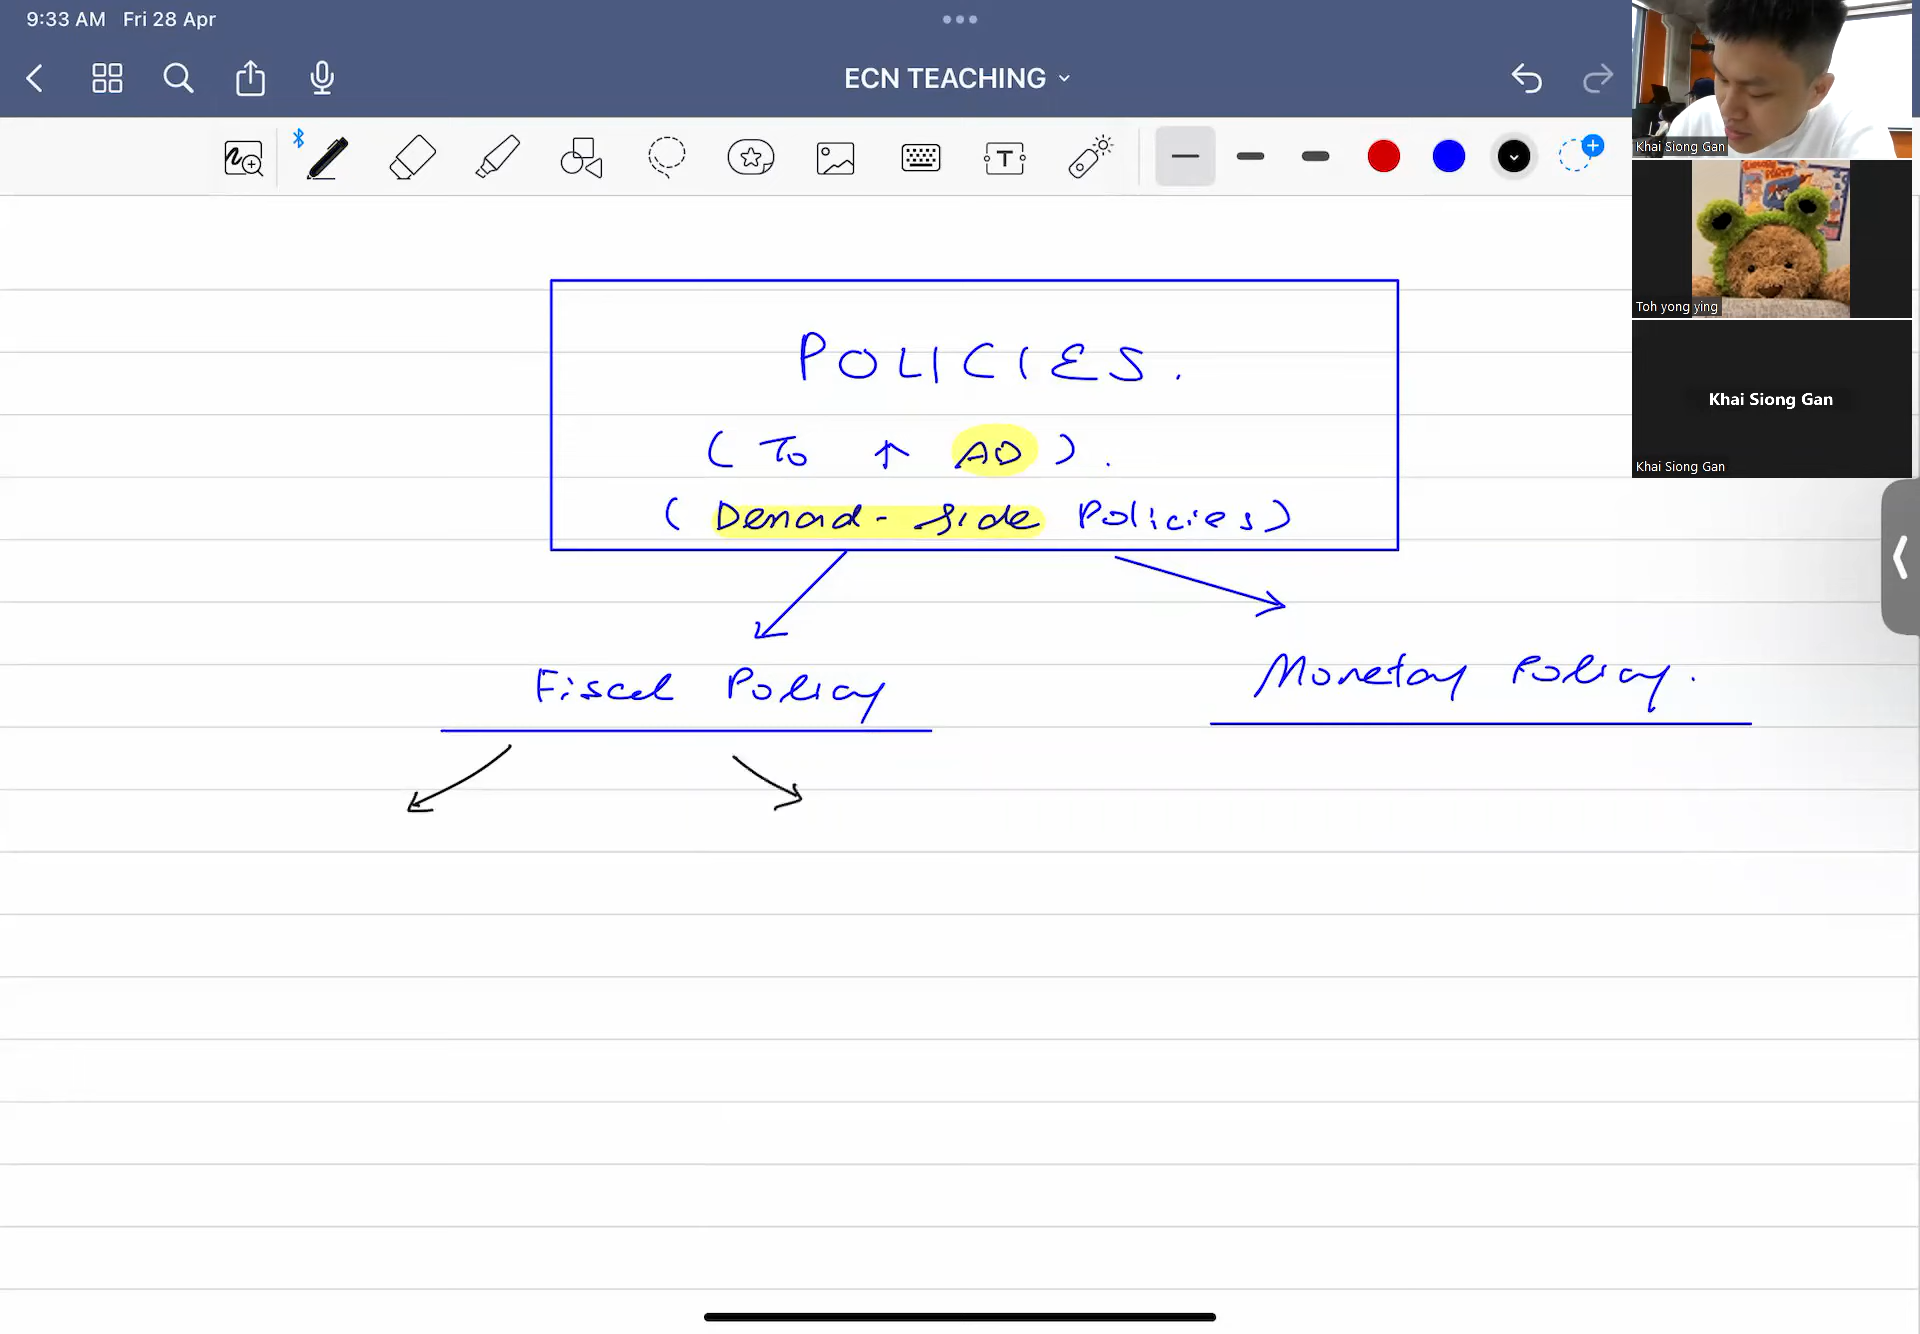 9:33 AM Fri 28 Apr
ECN TEACHING
T
Khai Siong Gan
Toh yong ying
Khai Siong Gan
Khai Siong Gan
POLICIES.
( To ↑ AD ).
( Demand - side Policies )
Fiscal Policy
Monetary Policy.